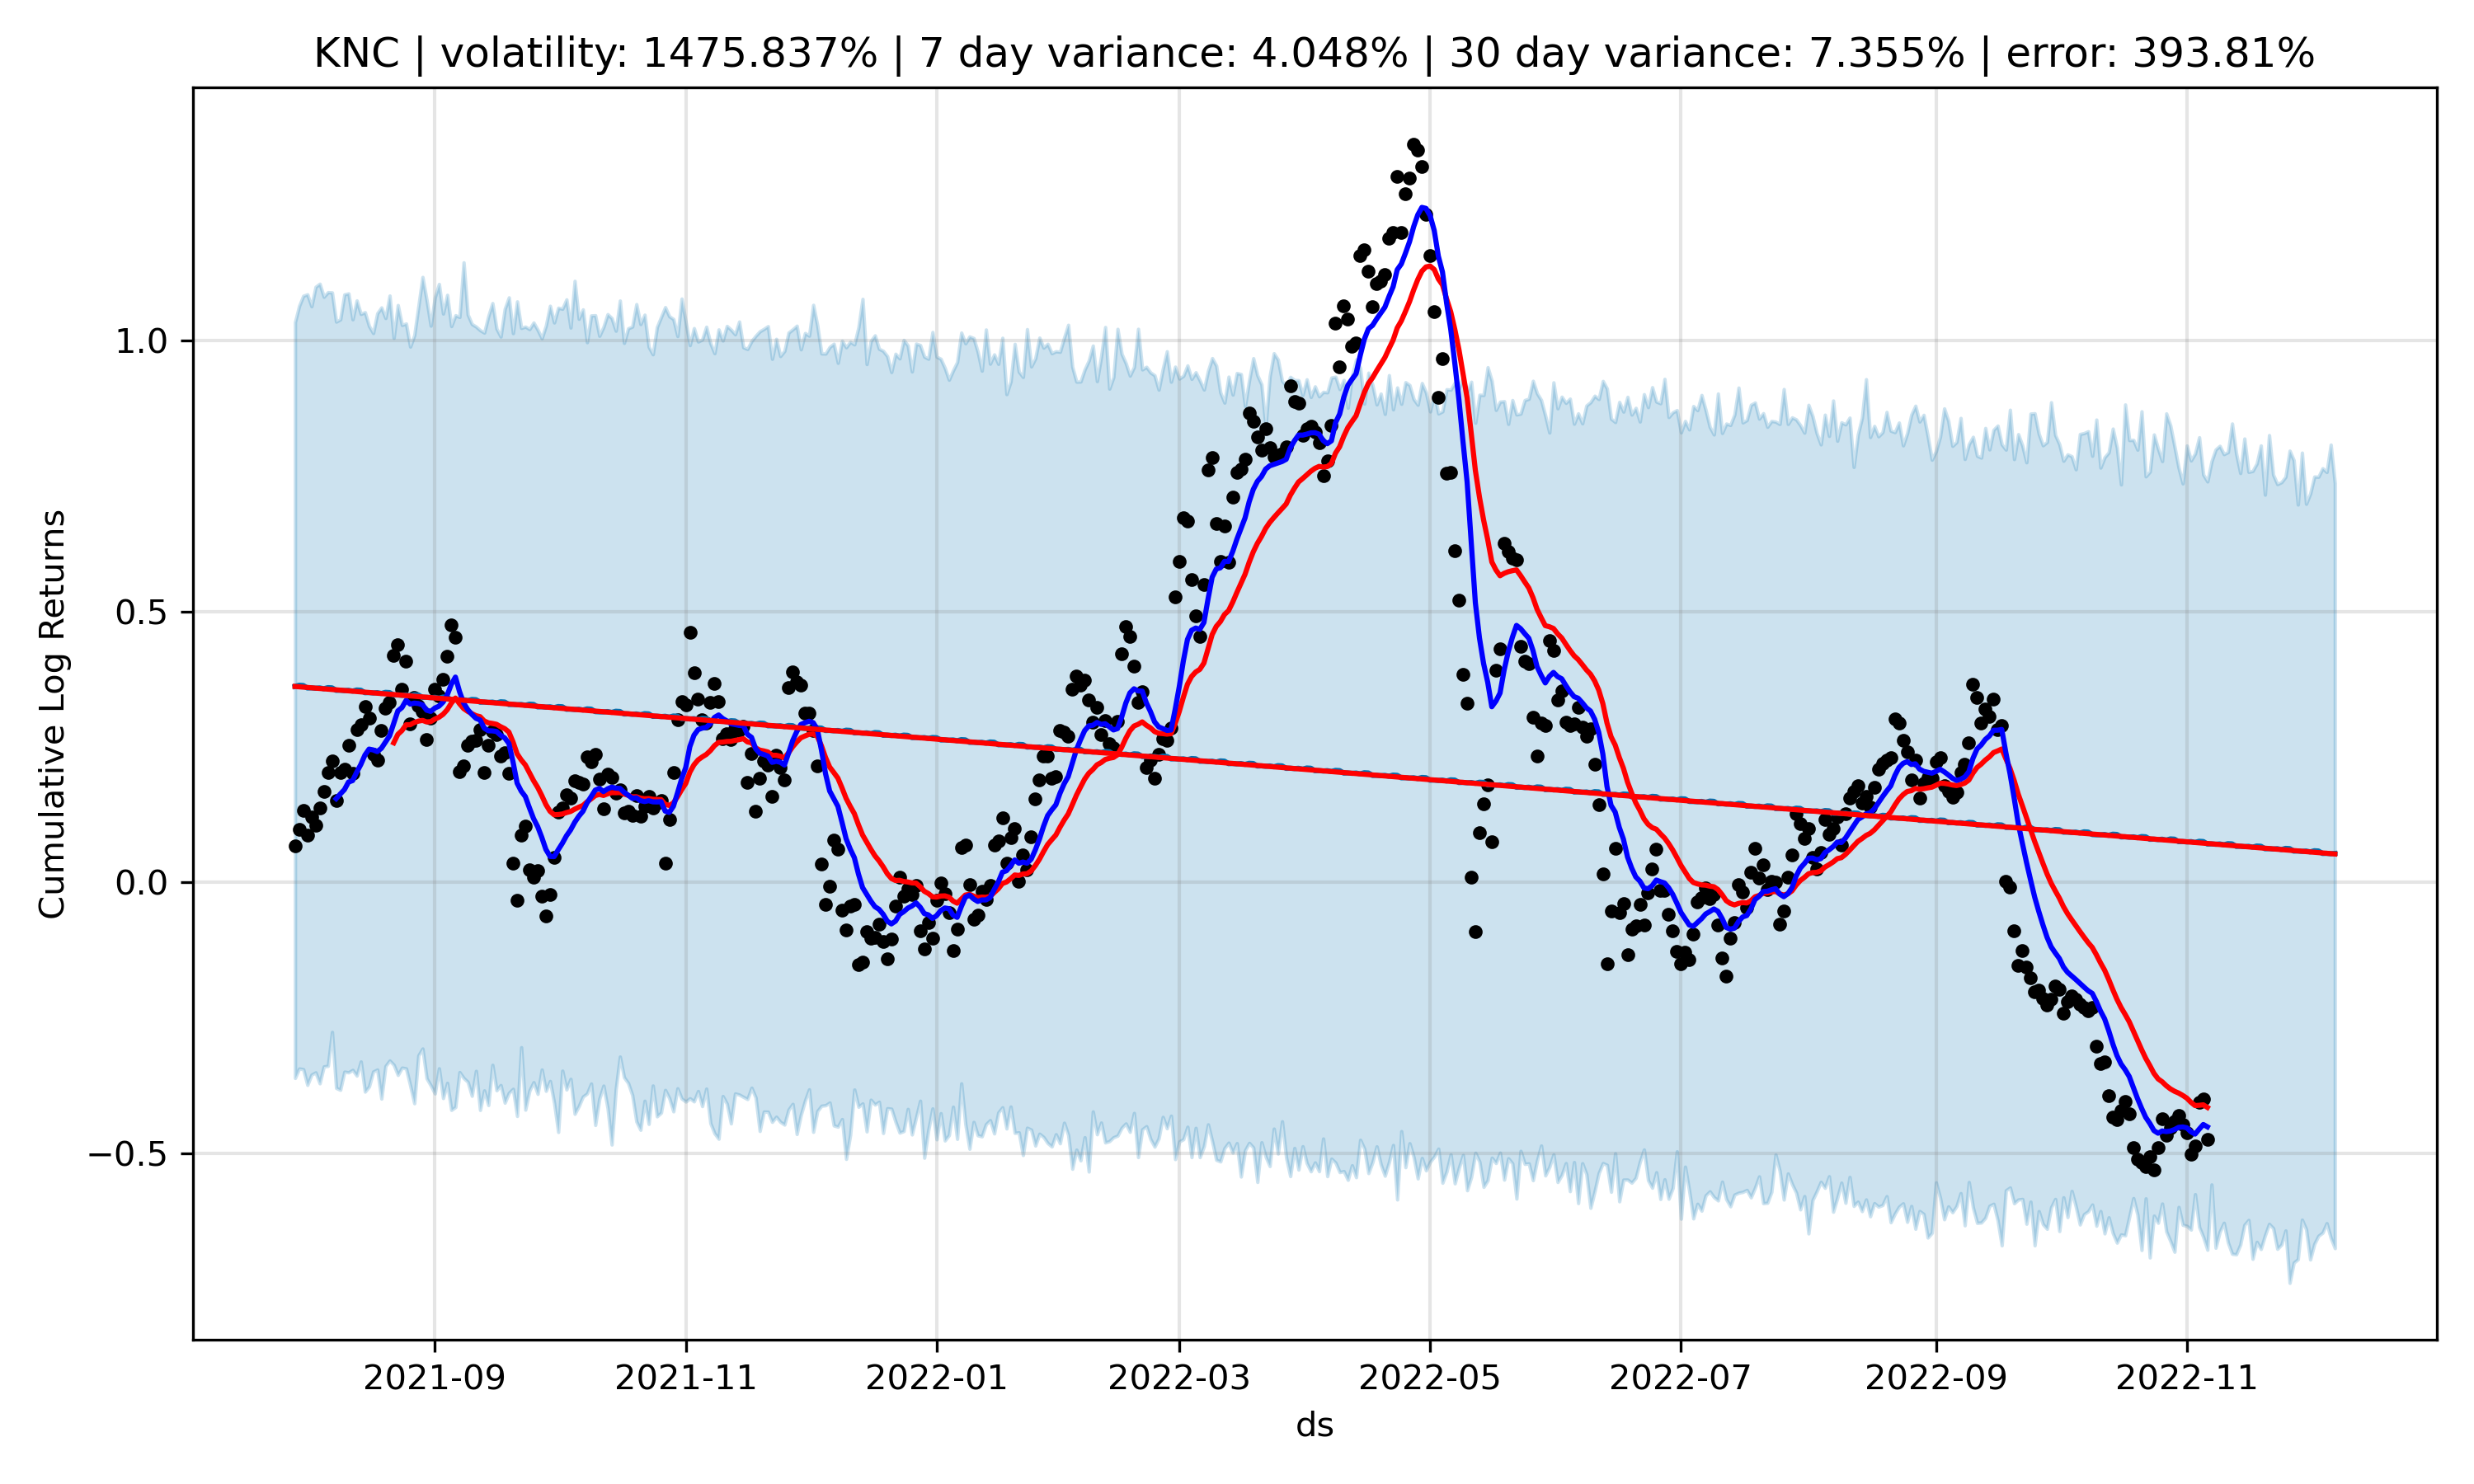 KNC | volatility: 1475.837% | 7 day variance: 4.048% | 30 day variance: 7.355% | error: 393.81%
Cumulative Log Returns
1.0
0.5
0.0
−0.5
2021-09 2021-11 2022-01 2022-03 2022-05 2022-07 2022-09 2022-11
ds